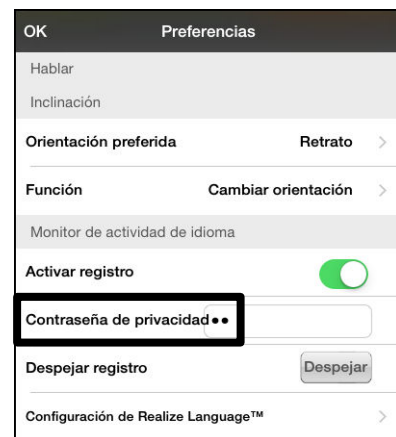 OK Preferencias
Hablar
Inclinación
Orientación preferida Retrato >
Función Cambiar orientación >
Monitor de actividad de idioma
Activar registro
Contraseña de privacidad ••
Despejar registro Despejar
Configuración de Realize Language™ >